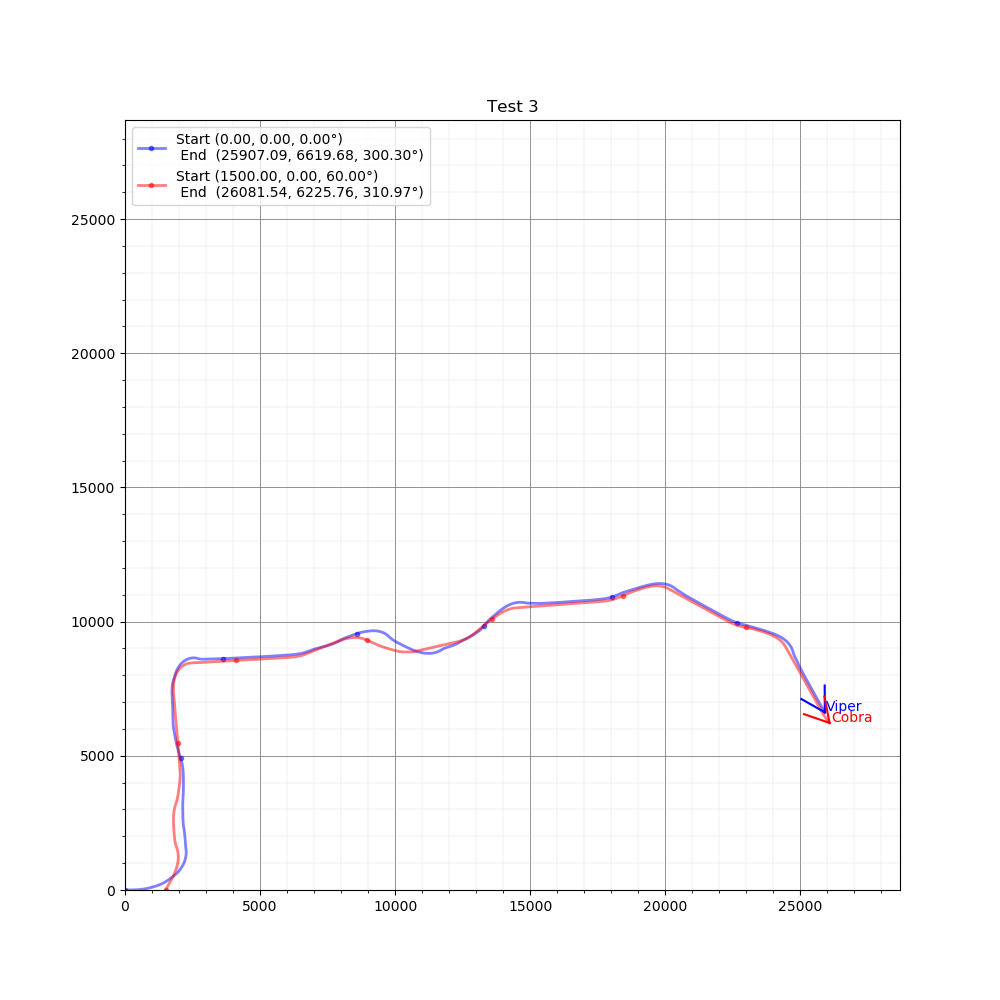 Test 3
Start (0.00, 0.00, 0.00°)
End  (25907.09, 6619.68, 300.30°)
Start (1500.00, 0.00, 60.00°)
End  (26081.54, 6225.76, 310.97°)
25000
20000
15000
10000
5000
0
Viper
Cobra
0 5000 10000 15000 20000 25000